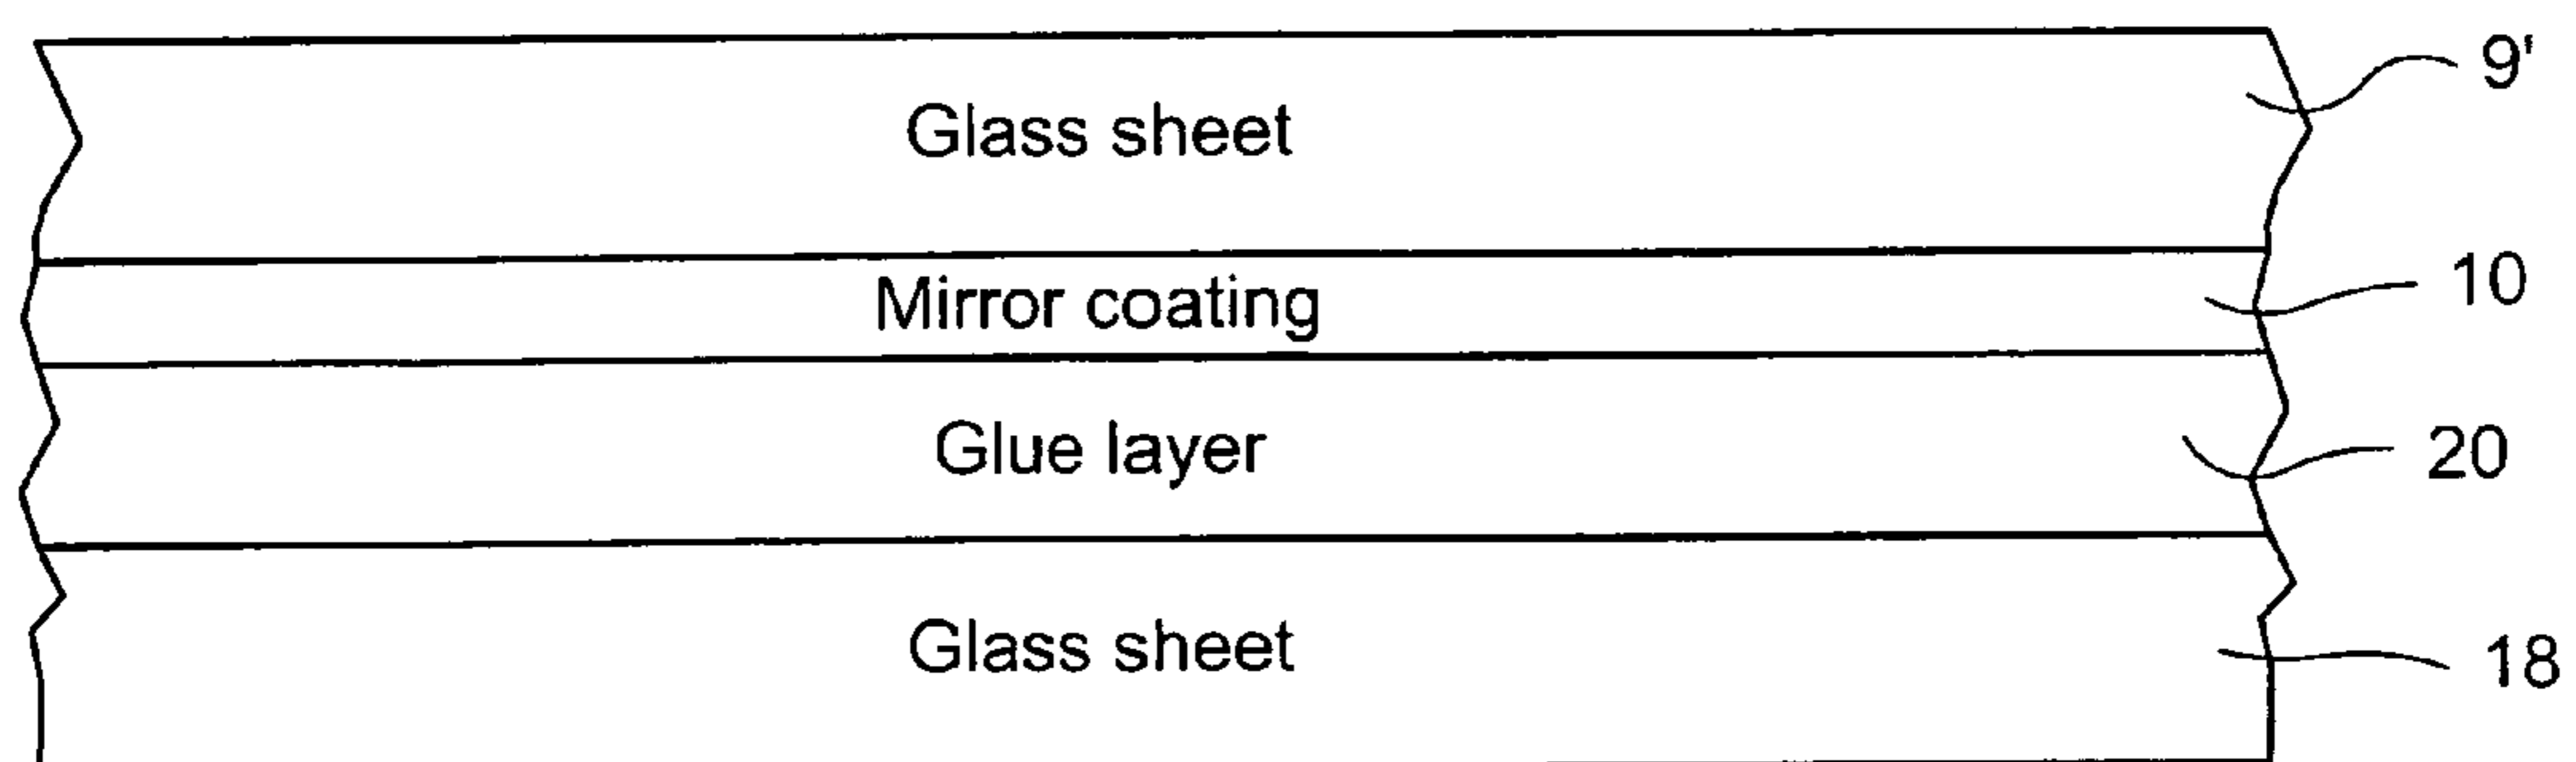 Glass sheet 9'
Mirror coating 10
Glue layer 20
Glass sheet 18